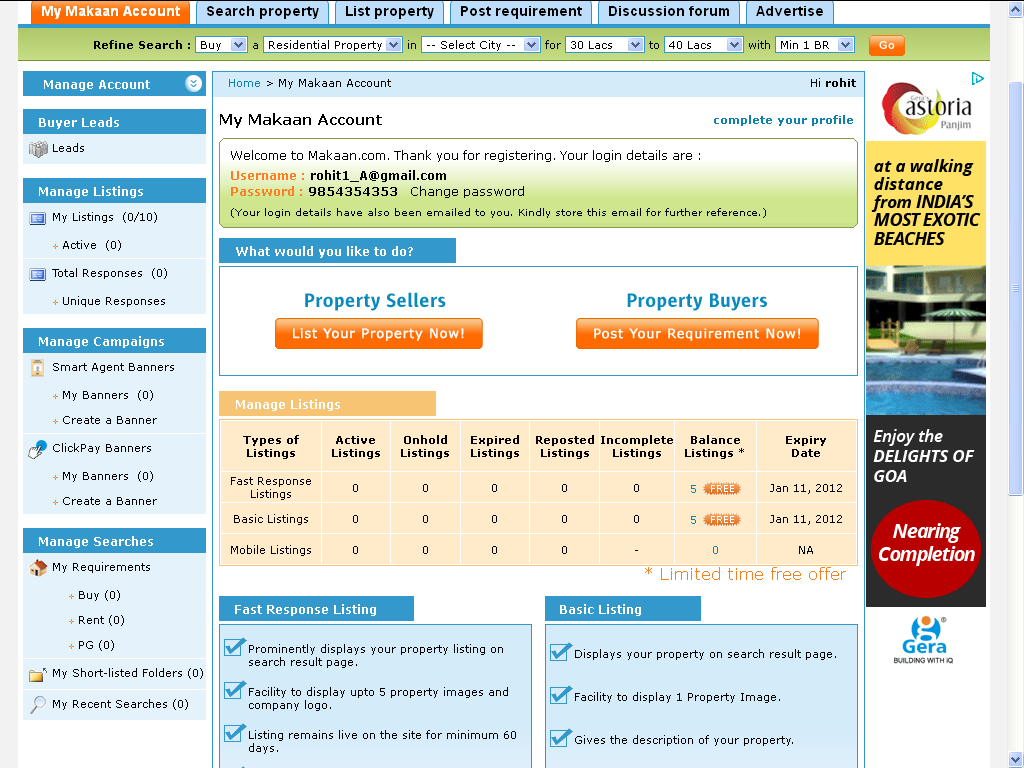 My Makaan Account Search property List property Post requirement Discussion forum Advertise
Refine Search : Buy a Residential Property in -- Select City -- for 30 Lacs to 40 Lacs with Min 1 BR Go
Manage Account
Buyer Leads
Leads
Manage Listings
My Listings (0/10)
Active (0)
Total Responses (0)
Unique Responses
Manage Campaigns
Smart Agent Banners
My Banners (0)
Create a Banner
ClickPay Banners
My Banners (0)
Create a Banner
Manage Searches
My Requirements
Buy (0)
Rent (0)
PG (0)
My Short-listed Folders (0)
My Recent Searches (0)
Home > My Makaan Account Hi rohit
My Makaan Account complete your profile
Welcome to Makaan.com. Thank you for registering. Your login details are :
Username : rohit1_A@gmail.com
Password : 9854354353 Change password
(Your login details have also been emailed to you. Kindly store this email for further reference.)
What would you like to do?
Property Sellers Property Buyers
List Your Property Now! Post Your Requirement Now!
Manage Listings
Types of Listings Active Listings Onhold Listings Expired Listings Reposted Listings Incomplete Listings Balance Listings * Expiry Date
Fast Response Listings 0 0 0 0 0 5 FREE Jan 11, 2012
Basic Listings 0 0 0 0 0 5 FREE Jan 11, 2012
Mobile Listings 0 0 0 0 - 0 NA
* Limited time free offer
Fast Response Listing
Prominently displays your property listing on
search result page.
Facility to display upto 5 property images and
company logo.
Listing remains live on the site for minimum 60
days.
Basic Listing
Displays your property on search result page.
Facility to display 1 Property Image.
Gives the description of your property.
Gera's
astoria
Panjim
at a walking
distance
from INDIA'S
MOST EXOTIC
BEACHES
Enjoy the
DELIGHTS OF
GOA
Nearing
Completion
Gera®
BUILDING WITH IQ